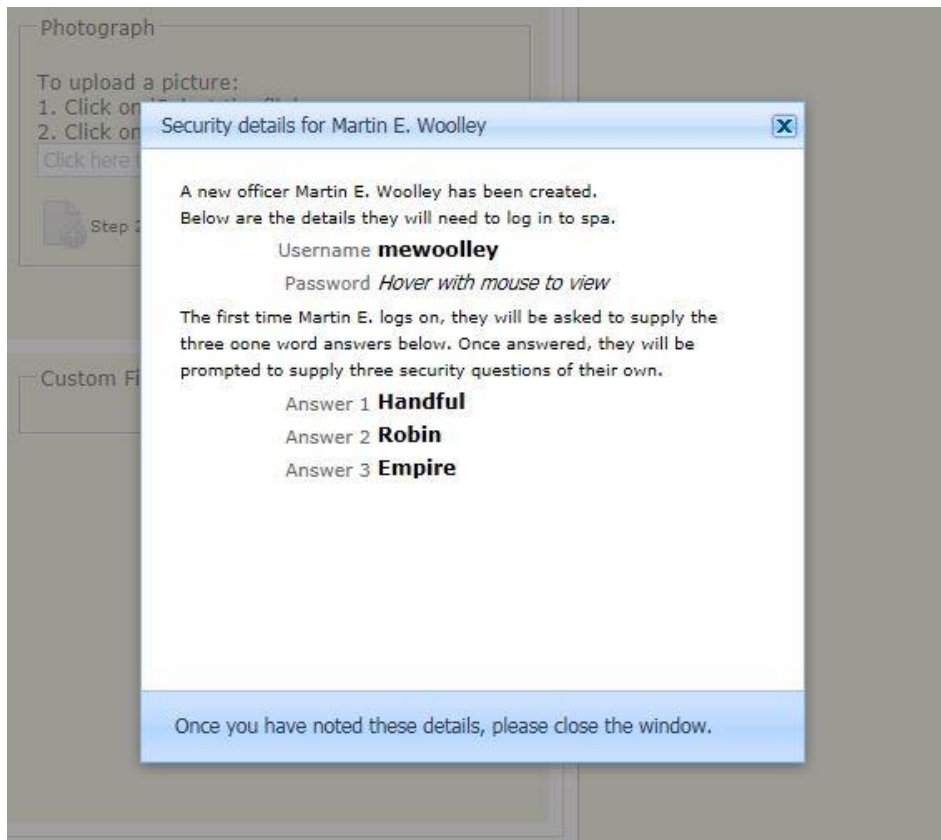 Photograph
To upload a picture:
1. Click on
2. Click on
Click here
Step
Custom Fi
Security details for Martin E. Woolley
A new officer Martin E. Woolley has been created.
Below are the details they will need to log in to spa.
Username mewoolley
Password Hover with mouse to view
The first time Martin E. logs on, they will be asked to supply the
three oone word answers below. Once answered, they will be
prompted to supply three security questions of their own.
Answer 1 Handful
Answer 2 Robin
Answer 3 Empire
Once you have noted these details, please close the window.